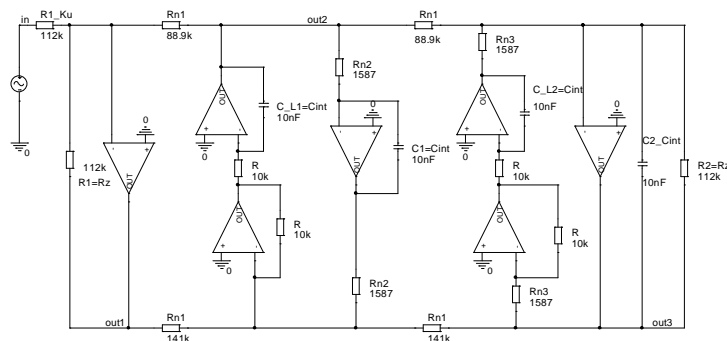 in
R1_Ku
112k
Rn1
88.9k
out2
Rn1
88.9k
Rn3
1587
Rn2
1587
OUT
C_L1=Cint
10nF
0
C_L2=Cint
10nF
OUT
0
0
112k
R1=Rz
OUT
0
R
10k
OUT
C1=Cint
10nF
0
R
10k
OUT
C2_Cint
10nF
R2=Rz
112k
0
OUT
R
10k
0
OUT
R
10k
0
Rn2
1587
Rn3
1587
out1
Rn1
141k
Rn1
141k
out3